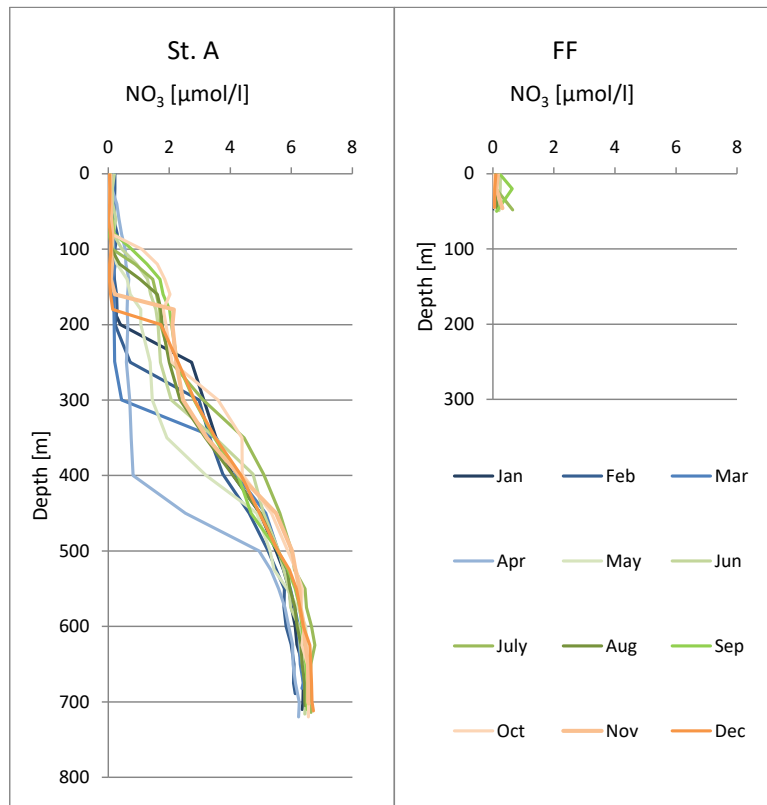 St. A
NO3 [µmol/l]
0 2 4 6 8
0
100
200
300
400
500
600
700
800
Depth [m]
FF
NO3 [µmol/l]
0 2 4 6 8
0
100
200
300
Depth [m]
Jan Feb Mar
Apr May Jun
July Aug Sep
Oct Nov Dec